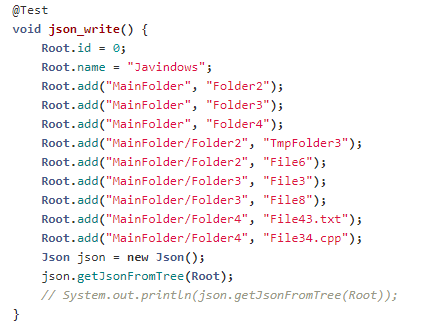 @Test
void json_write() {
    Root.id = 0;
    Root.name = "Javindows";
    Root.add("MainFolder", "Folder2");
    Root.add("MainFolder", "Folder3");
    Root.add("MainFolder", "Folder4");
    Root.add("MainFolder/Folder2", "TmpFolder3");
    Root.add("MainFolder/Folder2", "File6");
    Root.add("MainFolder/Folder3", "File3");
    Root.add("MainFolder/Folder3", "File8");
    Root.add("MainFolder/Folder4", "File43.txt");
    Root.add("MainFolder/Folder4", "File34.cpp");
    Json json = new Json();
    json.getJsonFromTree(Root);
    // System.out.println(json.getJsonFromTree(Root));
}